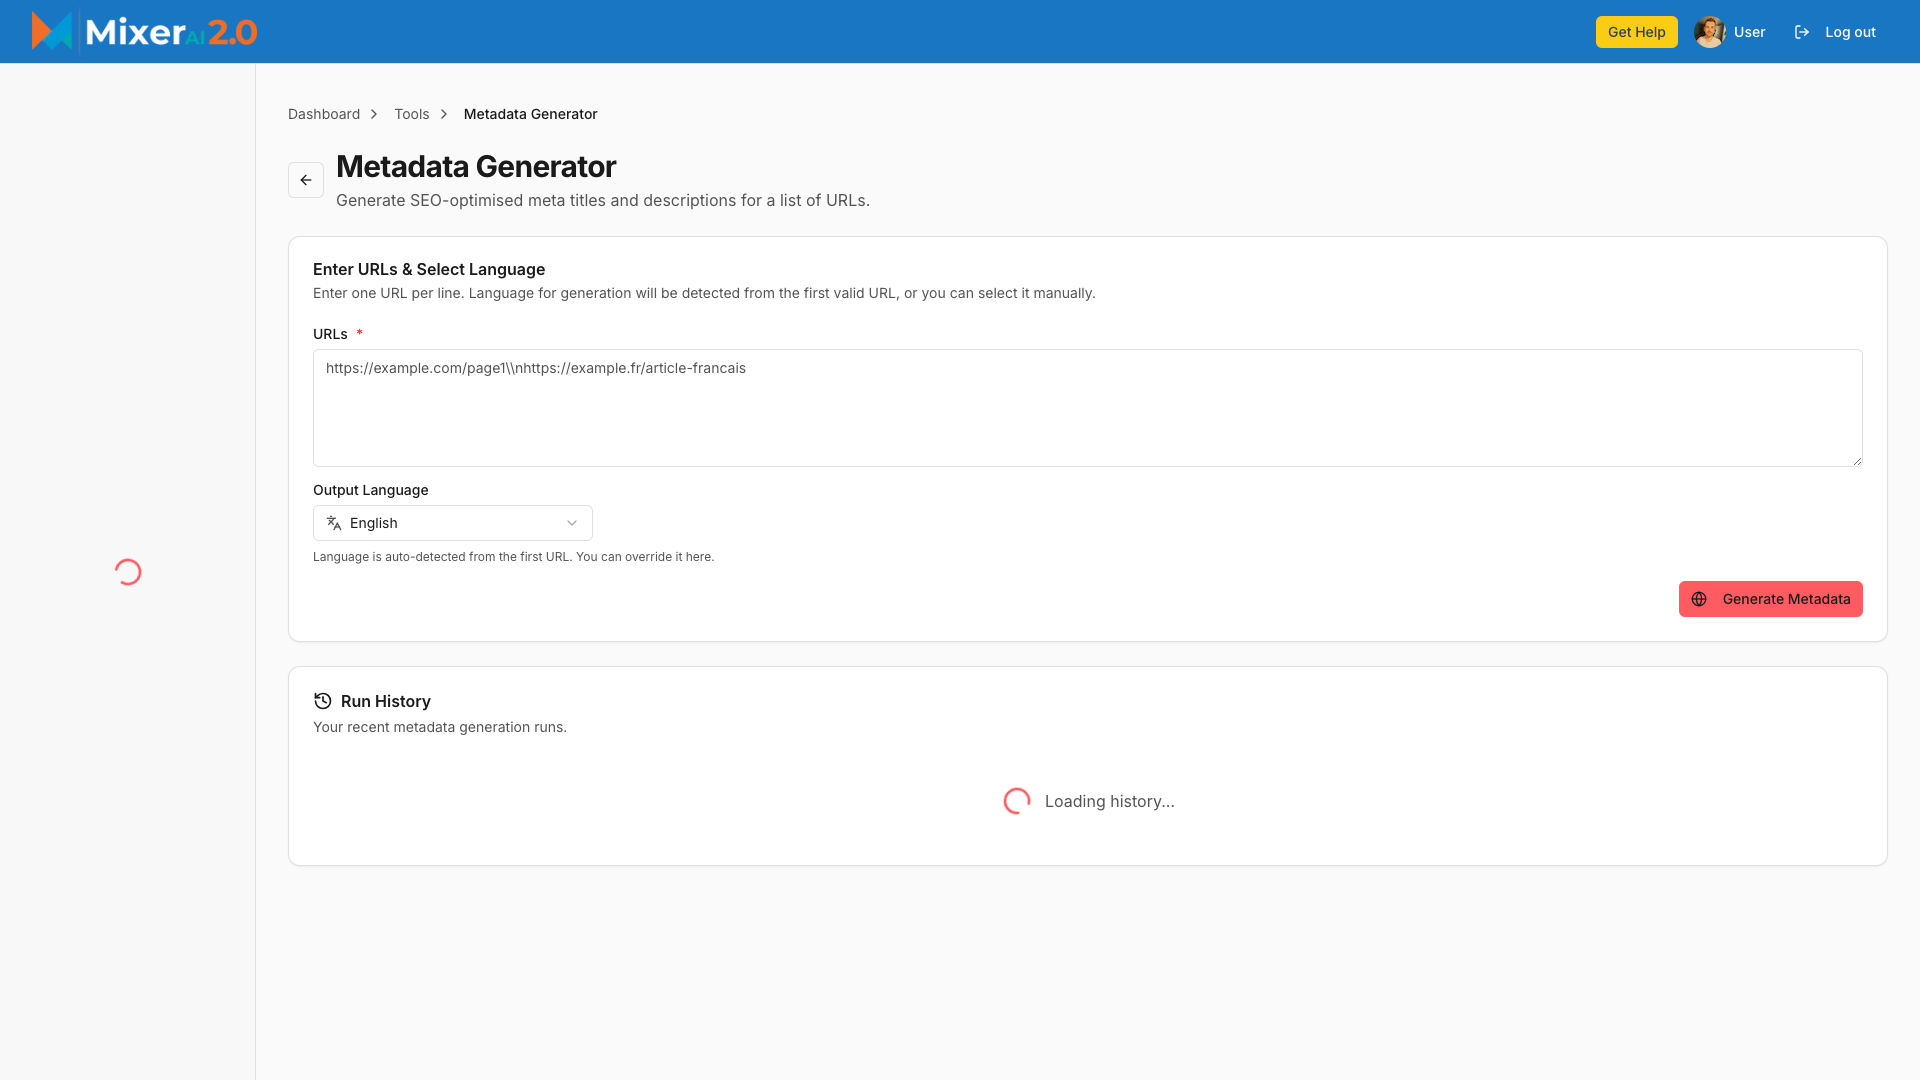 MixerAI 2.0
Get Help
User
Log out
Dashboard
Tools
Metadata Generator
Metadata Generator
Generate SEO-optimised meta titles and descriptions for a list of URLs.
Enter URLs & Select Language
Enter one URL per line. Language for generation will be detected from the first valid URL, or you can select it manually.
URLs *
https://example.com/page1\\nhttps://example.fr/article-francais
Output Language
English
Language is auto-detected from the first URL. You can override it here.
Generate Metadata
Run History
Your recent metadata generation runs.
Loading history...